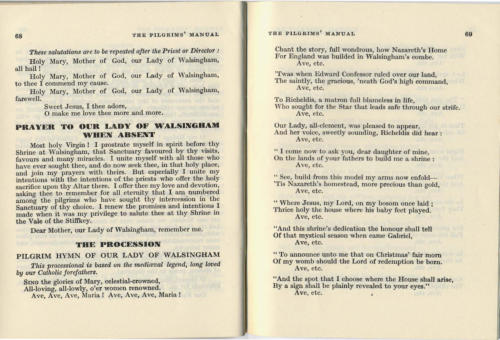 68
THE PILGRIMS' MANUAL
These salutations are to be repeated after the Priest or Director :
Holy Mary, Mother of God, our Lady of Walsingham,
all hail !
Holy Mary, Mother of God, our Lady of Walsingham,
to thee I commend my cause.
Holy Mary, Mother of God, our Lady of Walsingham,
farewell.
Sweet Jesus, I thee adore,
O make me love thee more and more.
PRAYER TO OUR LADY OF WALSINGHAM
WHEN ABSENT
Most holy Virgin ! I prostrate myself in spirit before thy
Shrine at Walsingham, that Sanctuary favoured by thy visits,
favours and many miracles. I unite myself with all those who
have ever sought thee, and do now seek thee, in that holy place,
and join my prayers with theirs. But especially I unite my
intentions with the intentions of the priests who offer the holy
sacrifice upon thy Altar there. I offer thee my love and devotion,
asking thee to remember for all eternity that I am numbered
among the pilgrims who have sought thy intercession in the
Sanctuary of thy choice. I renew the promises and intentions I
made when it was my privilege to salute thee at thy Shrine in
the Vale of the Stiffkey.
Dear Mother, our Lady of Walsingham, remember me.
THE PROCESSION
PILGRIM HYMN OF OUR LADY OF WALSINGHAM
This processional is based on the medieval legend, long loved
by our Catholic forefathers.
SING the glories of Mary, celestial-crowned,
All-loving, all-lowly, o'er women renowned.
Ave, Ave, Ave, Maria ! Ave, Ave, Ave, Maria !
THE PILGRIMS' MANUAL
69
Chant the story, full wondrous, how Nazareth's Home
For England was builded in Walsingham's combe.
Ave, etc.
'Twas when Edward Confessor ruled over our land,
The saintly, the gracious, 'neath God's high command,
Ave, etc.
To Richeldis, a matron full blameless in life,
Who sought for the Star that leads safe through our strife.
Ave, etc.
Our Lady, all-clement, was pleased to appear.
And her voice, sweetly sounding, Richeldis did hear :
Ave, etc.
" I come now to ask you, dear daughter of mine,
On the lands of your fathers to build me a shrine :
Ave, etc.
" See, build from this model my arms now enfold—
'Tis Nazareth's homestead, more precious than gold,
Ave, etc.
" Where Jesus, my Lord, on my bosom once laid ;
Thrice holy the house where his baby feet played.
Ave, etc.
"And this shrine's dedication the honour shall tell
Of that mystical season when came Gabriel,
Ave, etc.
" To announce unto me that on Christmas' fair morn
Of my womb should the Lord of redemption be born.
Ave, etc.
"And the spot that I choose where the House shall arise,
By a sign shall be plainly revealed to your eyes."
Ave, etc.